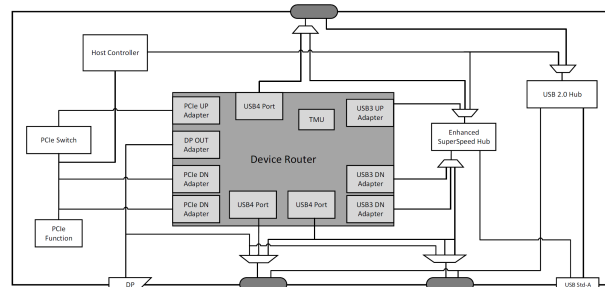 Host Controller
PCIe UP
Adapter
USB4 Port
TMU
USB3 UP
Adapter
USB 2.0 Hub
PCIe Switch
DP OUT
Adapter
Device Router
Enhanced
SuperSpeed Hub
PCIe DN
Adapter
USB3 DN
Adapter
PCIe DN
Adapter
USB4 Port
USB4 Port
USB3 DN
Adapter
PCIe
Function
DP
USB Std-A